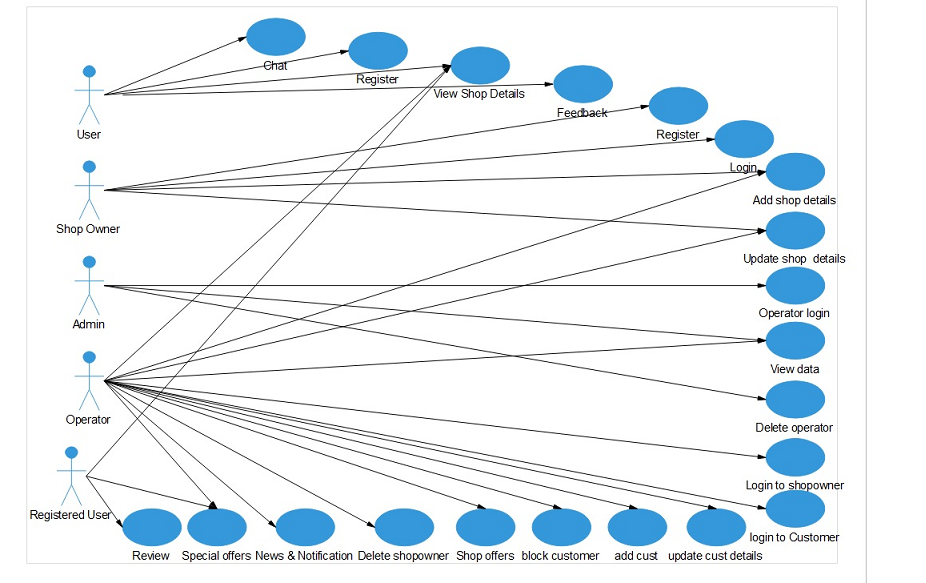 Chat
Register
View Shop Details
User
Feedback
Register
Login
Add shop details
Shop Owner
Update shop  details
Operator login
Admin
View data
Operator
Delete operator
Login to shopowner
Registered User
login to Customer
Review
Special offers
News & Notification
Delete shopowner
Shop offers
block customer
add cust
update cust details